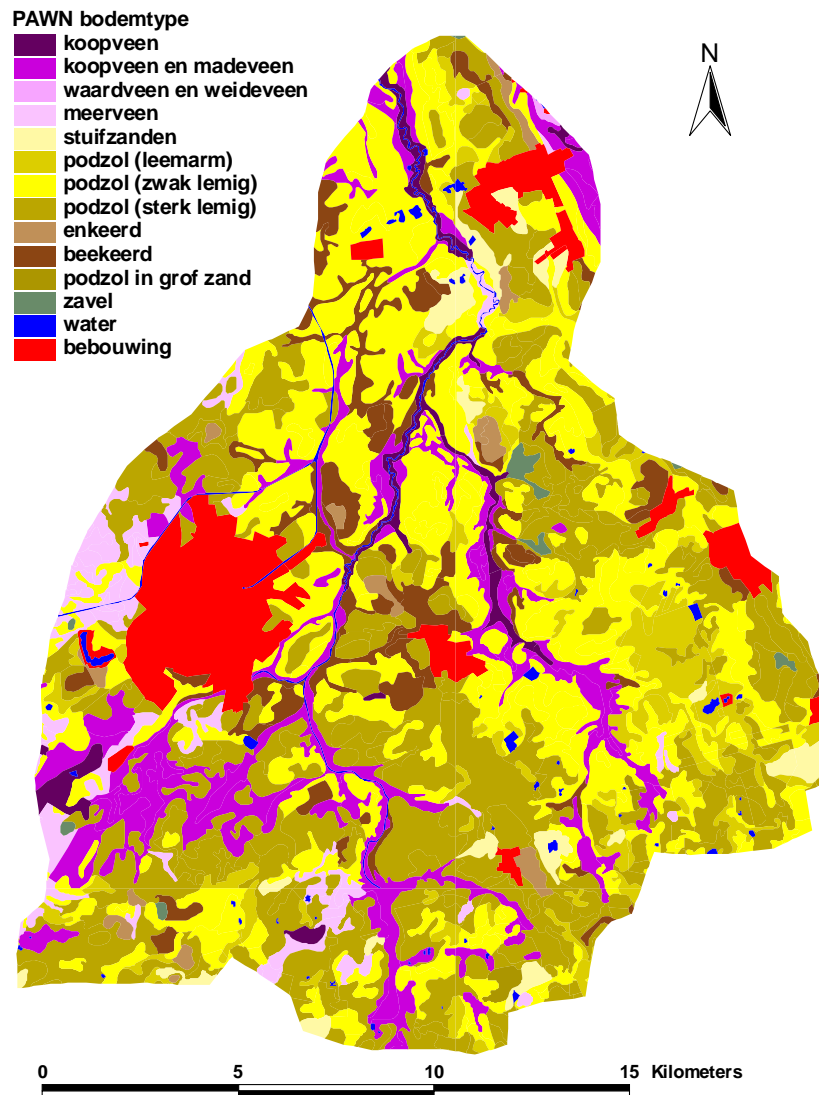 PAWN bodemtype
koopveen
koopveen en madeveen
waardveen en weideveen
meerveen
stuifzanden
podzol (leemarm)
podzol (zwak lemig)
podzol (sterk lemig)
enkeerd
beekeerd
podzol in grof zand
zavel
water
bebouwing
N
0 5 10 15 Kilometers